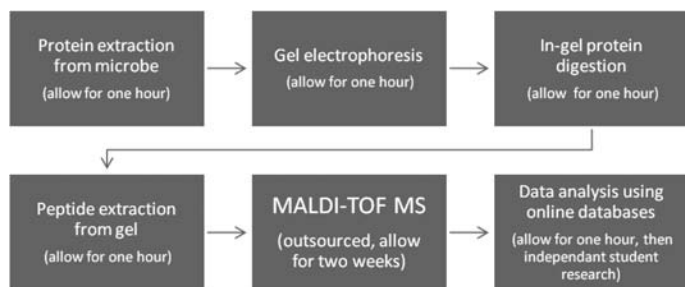 Protein extraction
from microbe
(allow for one hour)
Gel electrophoresis
(allow for one hour)
In-gel protein
digestion
(allow for one hour)
Peptide extraction
from gel
(allow for one hour)
MALDI-TOF MS
(outsourced, allow
for two weeks)
Data analysis using
online databases
(allow for one hour, then
independant student
research)